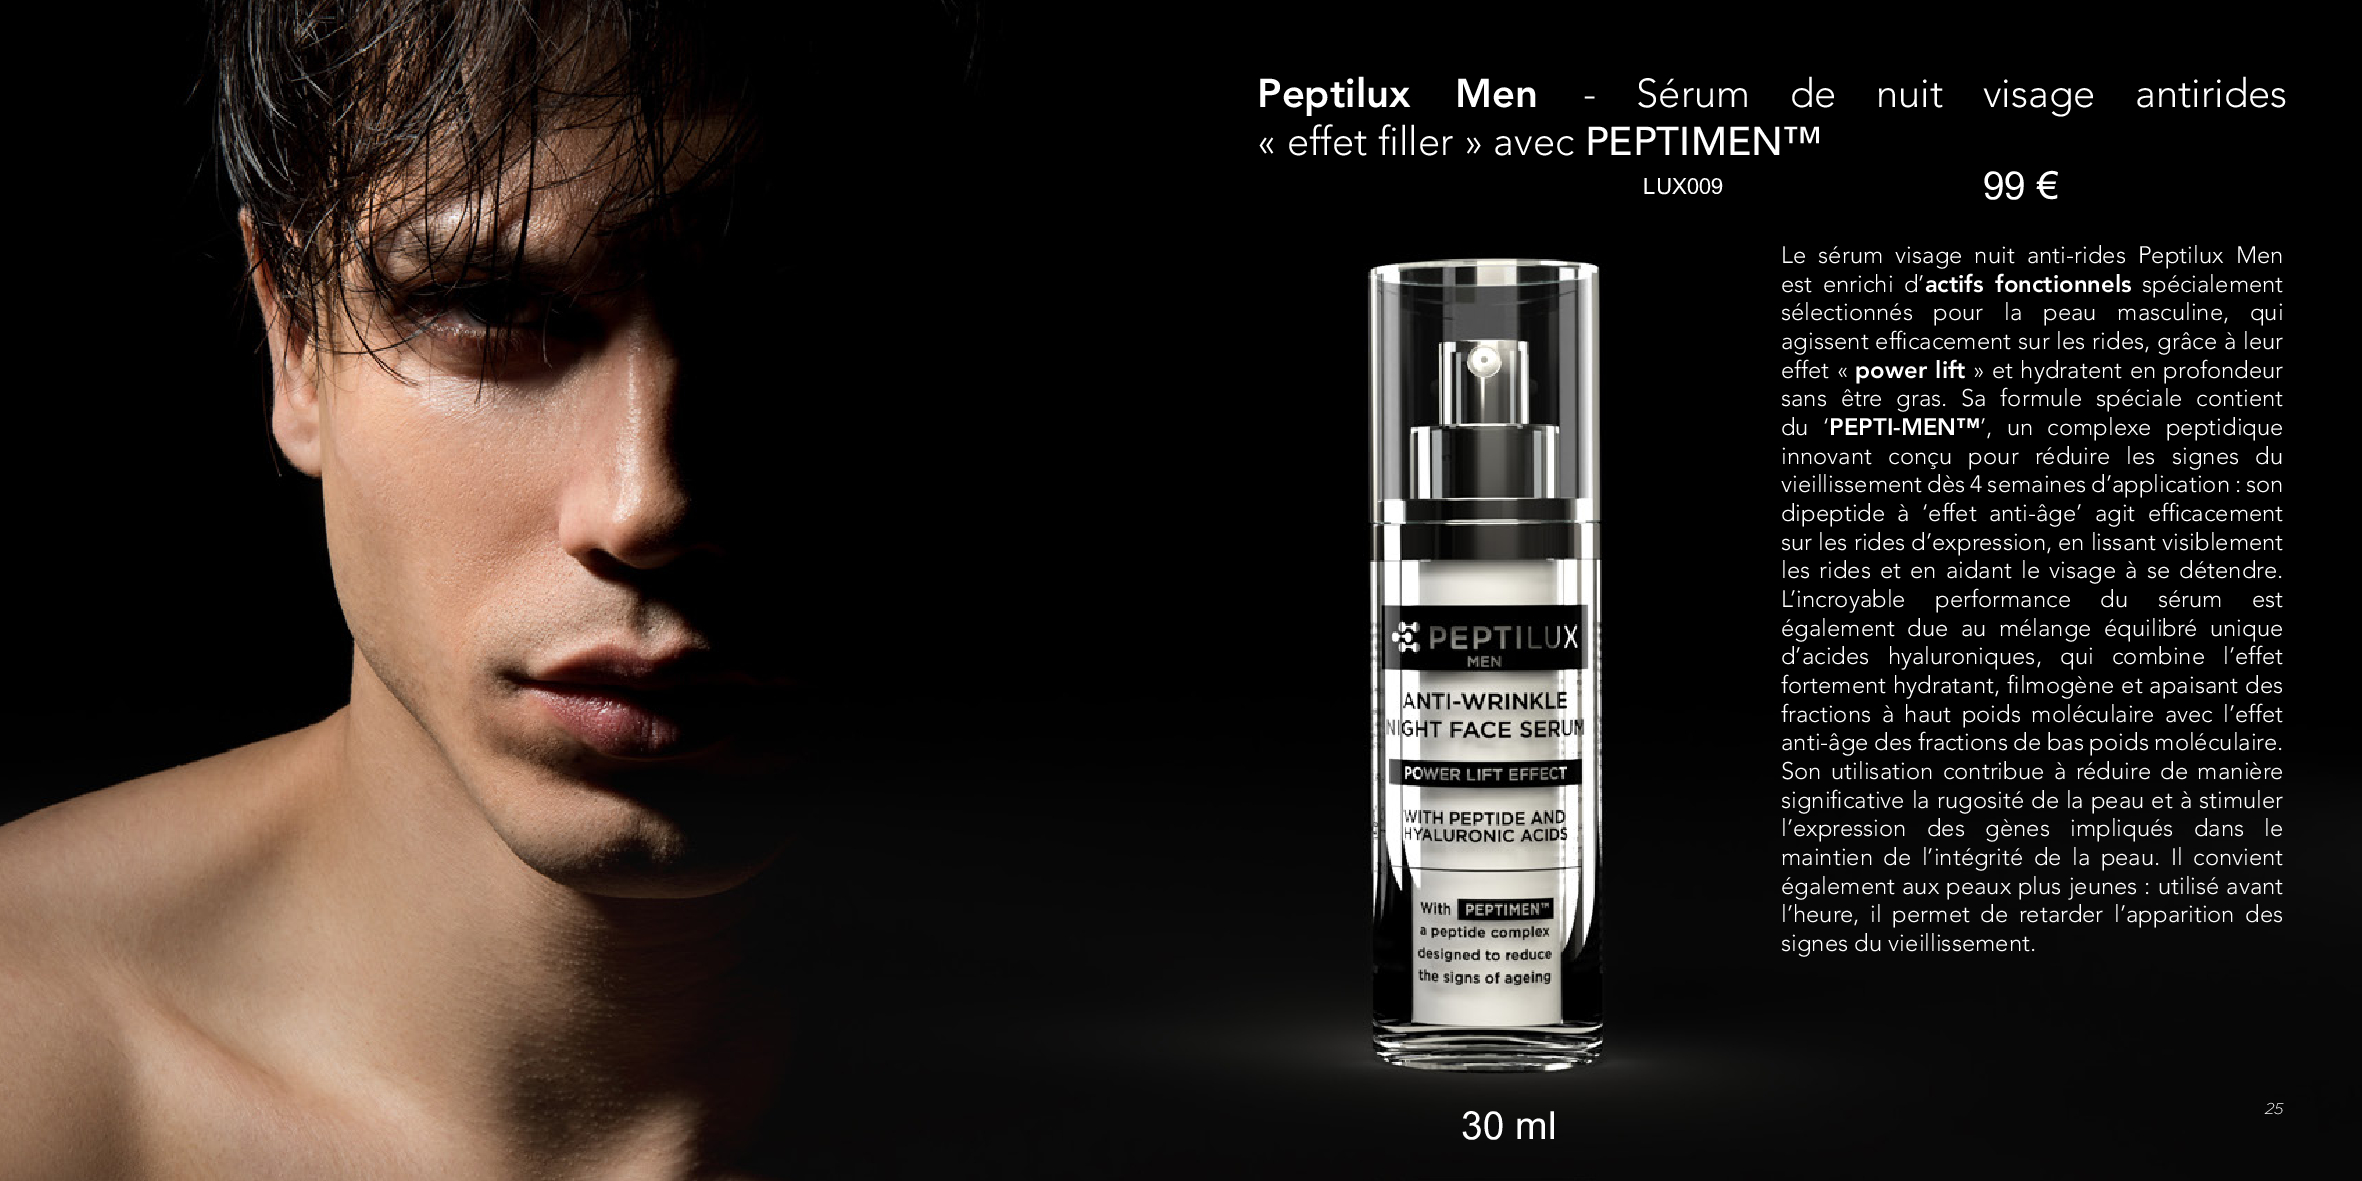 Peptilux Men - Sérum de nuit visage antirides
« effet filler » avec PEPTIMEN™
LUX009
99 €
Le sérum visage nuit anti-rides Peptilux Men
est enrichi d’actifs fonctionnels spécialement
sélectionnés pour la peau masculine, qui
agissent efficacement sur les rides, grâce à leur
effet « power lift » et hydratent en profondeur
sans être gras. Sa formule spéciale contient
du ‘PEPTI-MEN™’, un complexe peptidique
innovant conçu pour réduire les signes du
vieillissement dès 4 semaines d’application : son
dipeptide à ‘effet anti-âge’ agit efficacement
sur les rides d’expression, en lissant visiblement
les rides et en aidant le visage à se détendre.
L’incroyable performance du sérum est
également due au mélange équilibré unique
d’acides hyaluroniques, qui combine l’effet
fortement hydratant, filmogène et apaisant des
fractions à haut poids moléculaire avec l’effet
anti-âge des fractions de bas poids moléculaire.
Son utilisation contribue à réduire de manière
significative la rugosité de la peau et à stimuler
l’expression des gènes impliqués dans le
maintien de l’intégrité de la peau. Il convient
également aux peaux plus jeunes : utilisé avant
l’heure, il permet de retarder l’apparition des
signes du vieillissement.
PEPTILUX
MEN
ANTI-WRINKLE
NIGHT FACE SERUM
POWER LIFT EFFECT
WITH PEPTIDE AND
HYALURONIC ACIDS
With PEPTIMEN™
a peptide complex
designed to reduce
the signs of ageing
30 ml
25